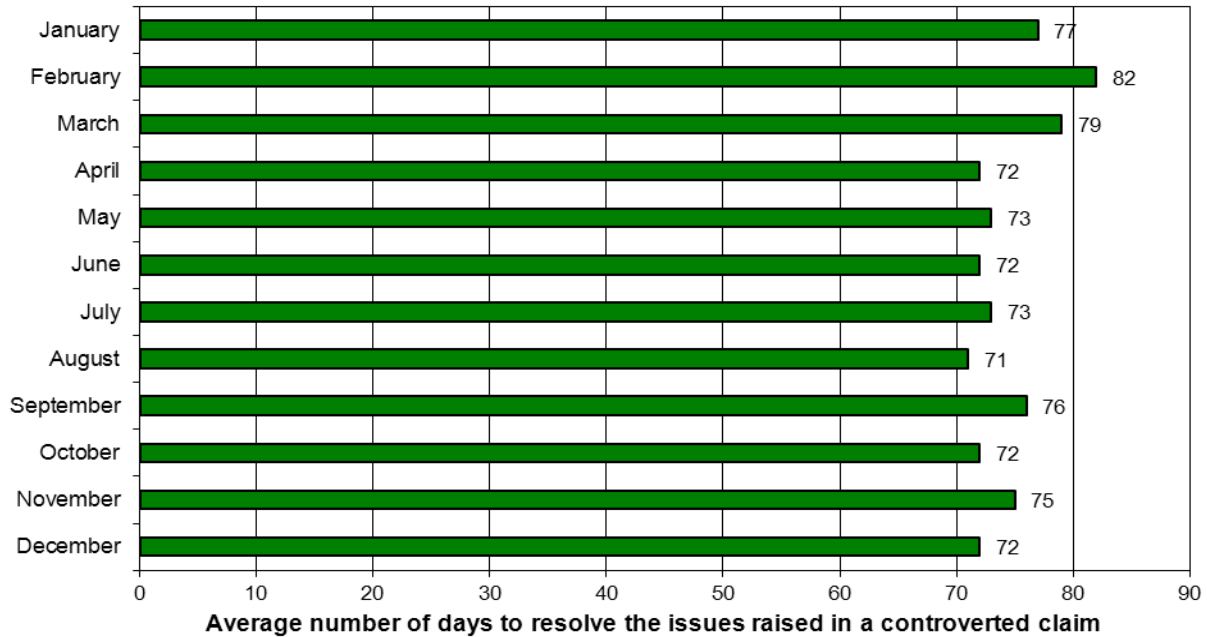 January 77
February 82
March 79
April 72
May 73
June 72
July 73
August 71
September 76
October 72
November 75
December 72
0 10 20 30 40 50 60 70 80 90
Average number of days to resolve the issues raised in a controverted claim